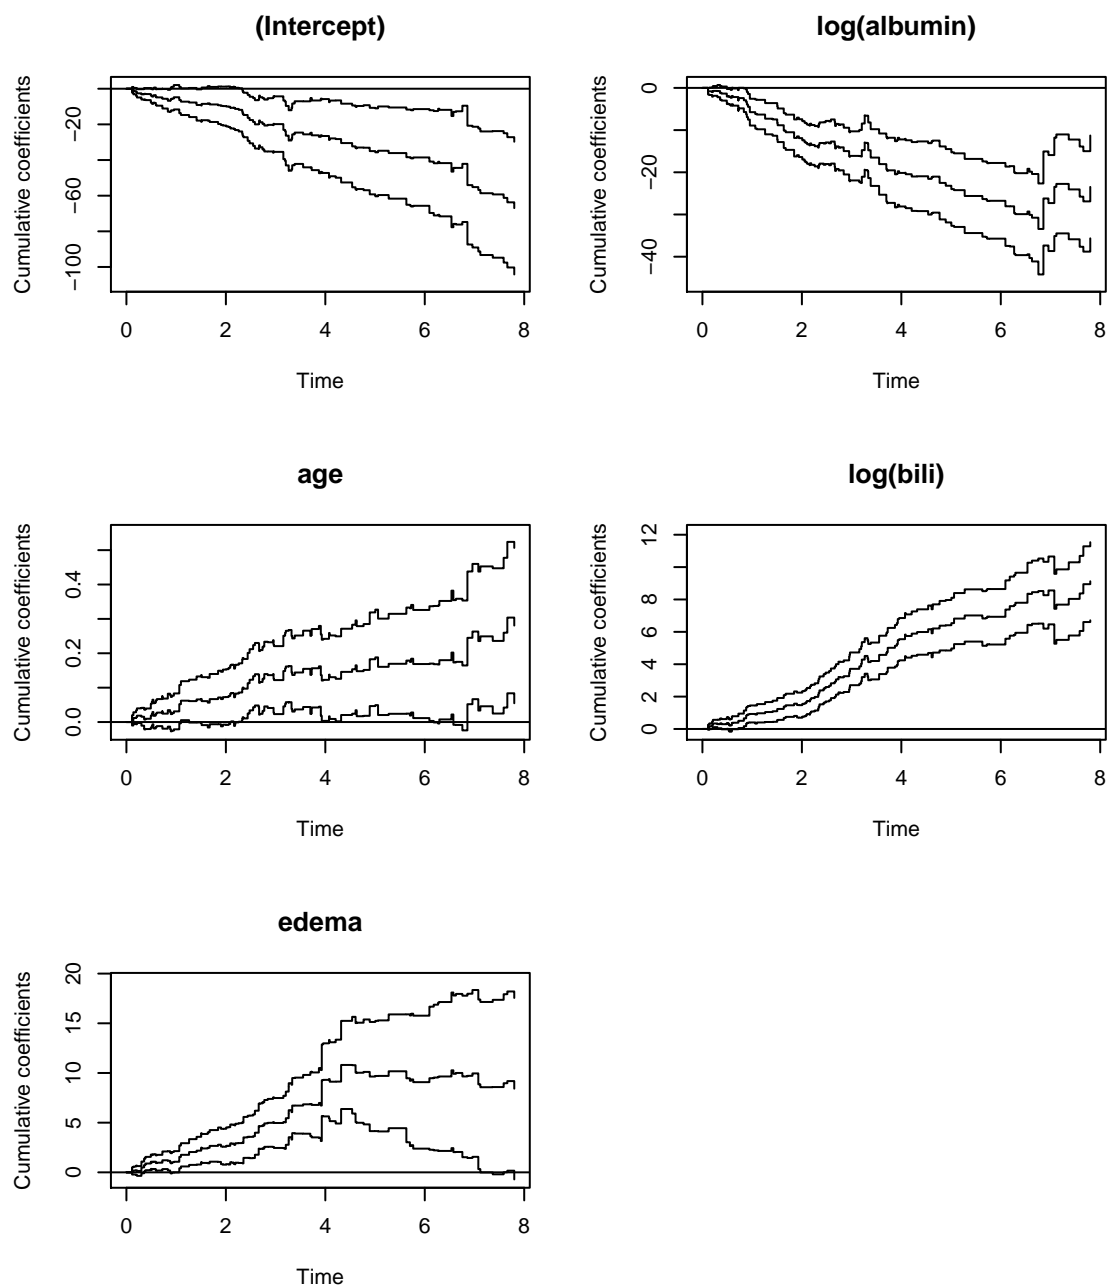 (Intercept)
Cumulative coefficients
−100
−60
−20
0 2 4 6 8
Time
log(albumin)
Cumulative coefficients
−40
−20
0
0 2 4 6 8
Time
age
Cumulative coefficients
0.0
0.2
0.4
0 2 4 6 8
Time
log(bili)
Cumulative coefficients
0
2
4
6
8
12
0 2 4 6 8
Time
edema
Cumulative coefficients
0
5
10
15
20
0 2 4 6 8
Time